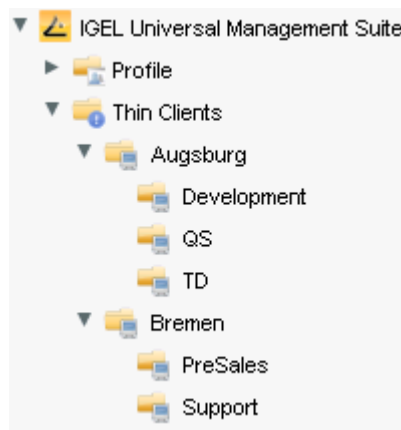 IGEL Universal Management Suite
Profile
Thin Clients
Augsburg
Development
QS
TD
Bremen
PreSales
Support